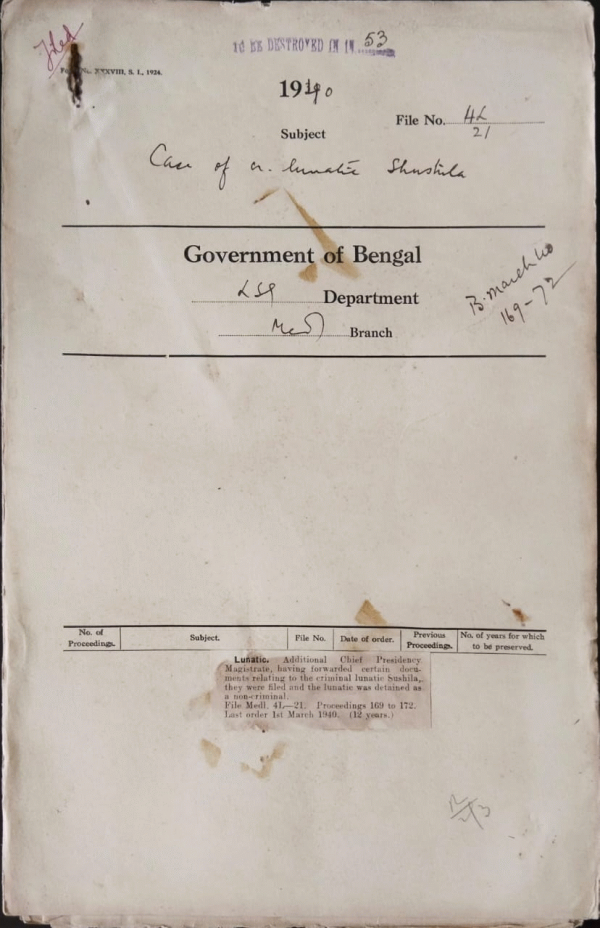 Filed
TO BE DESTROYED IN 53
XXXVIII, S. I., 1924.
1940
File No. 4L
21
Subject
Case of cr. lunatic Shushila
Government of Bengal
LSG Department
Medl Branch
B. March 40
169-72
No. of Proceedings. Subject. File No. Date of order. Previous Proceedings. No. of years for which to be preserved.
Lunatic. Additional Chief Presidency
Magistrate, having forwarded certain docu-
ments relating to the criminal lunatic Sushila,
they were filed and the lunatic was detained as
a non-criminal.
File Medl. 4L—21. Proceedings 169 to 172.
Last order 1st March 1940. (12 years.)